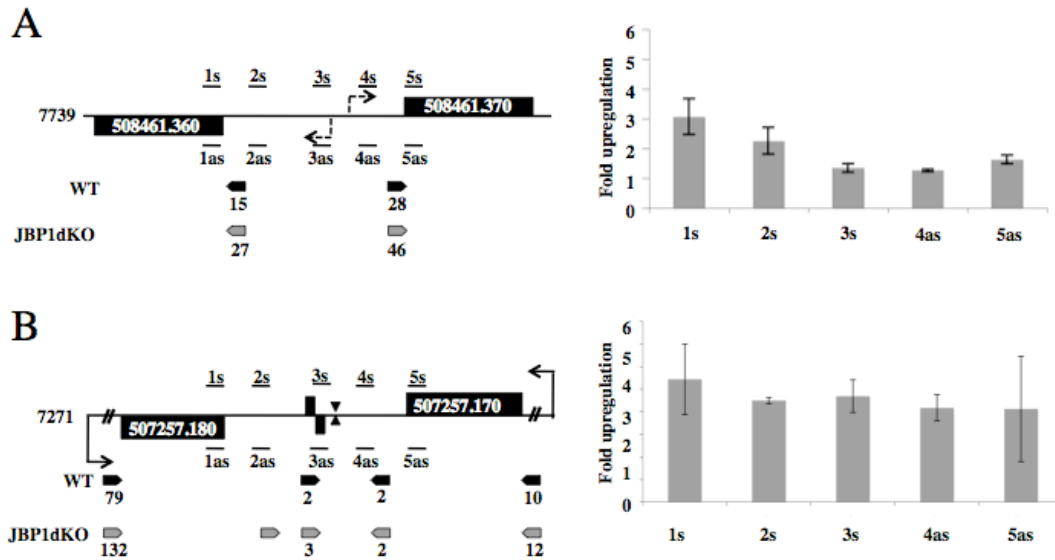 A
1s 2s 3s 4s 5s
7739
508461.360
508461.370
1as 2as 3as 4as 5as
WT
15 28
JBP1dKO
27 46
Fold upregulation
6
5
4
3
2
1
0
1s 2s 3s 4as 5as
B
1s 2s 3s 4s 5s
7271
507257.180
507257.170
1as 2as 3as 4as 5as
WT
79 2 2 10
JBP1dKO
132 3 2 12
Fold upregulation
6
5
4
3
2
1
0
1s 2s 3s 4as 5as